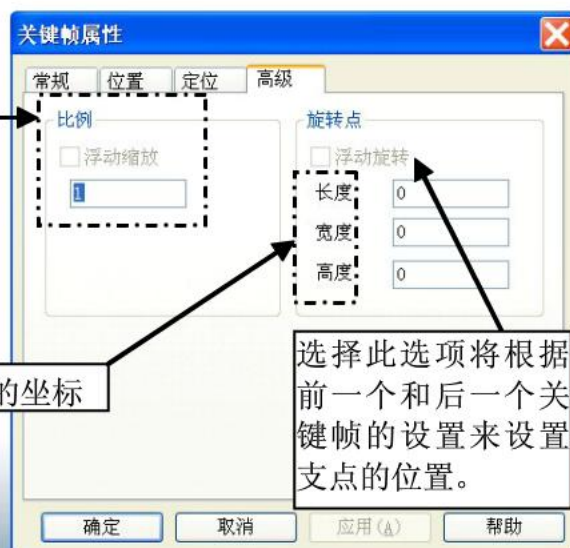 关键帧属性
常规 位置 定位 高级
比例
浮动缩放
1
旋转点
浮动旋转
长度 0
宽度 0
高度 0
的坐标
选择此选项将根据
前一个和后一个关
键帧的设置来设置
支点的位置。
确定 取消 应用(A) 帮助